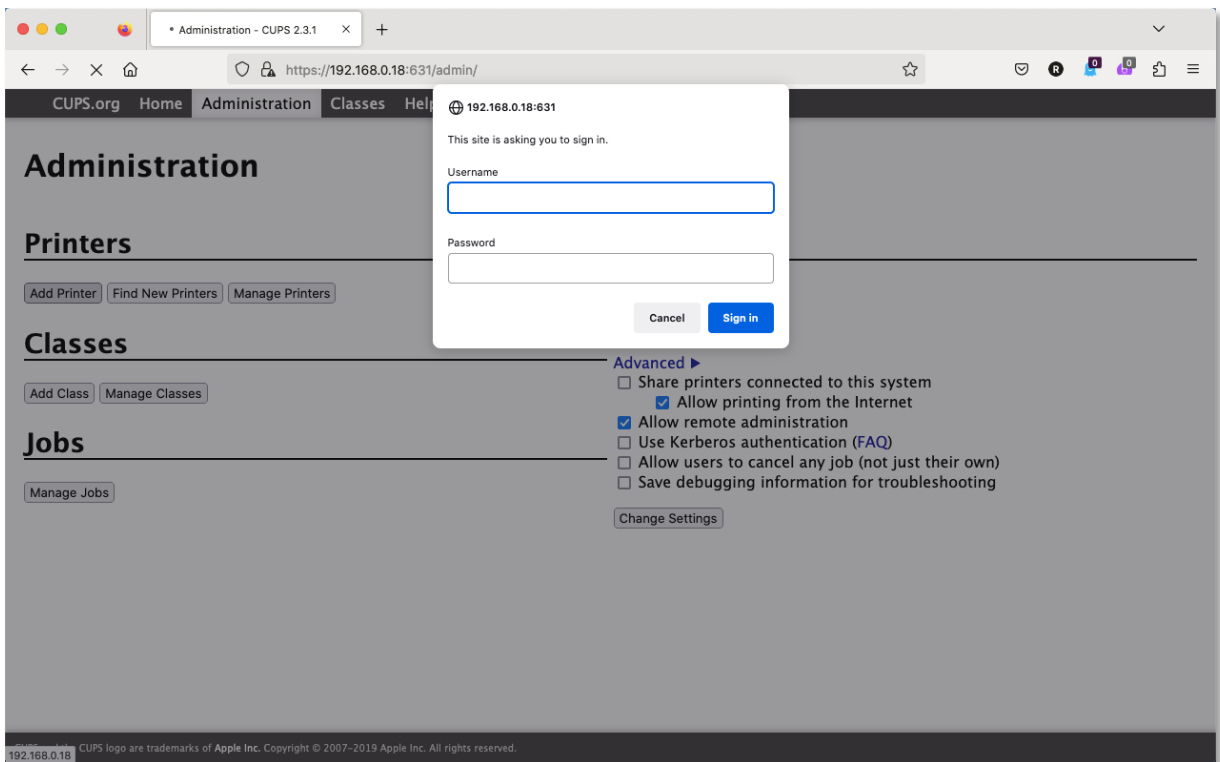 Administration - CUPS 2.3.1
https://192.168.0.18:631/admin/
R
0
0
CUPS.org Home Administration Classes Help
192.168.0.18:631
This site is asking you to sign in.
Username
Password
Cancel Sign in
Administration
Printers
Add Printer Find New Printers Manage Printers
Classes
Add Class Manage Classes
Jobs
Manage Jobs
Advanced
Share printers connected to this system
Allow printing from the Internet
Allow remote administration
Use Kerberos authentication (FAQ)
Allow users to cancel any job (not just their own)
Save debugging information for troubleshooting
Change Settings
CUPS logo are trademarks of Apple Inc. Copyright © 2007-2019 Apple Inc. All rights reserved.
192.168.0.18